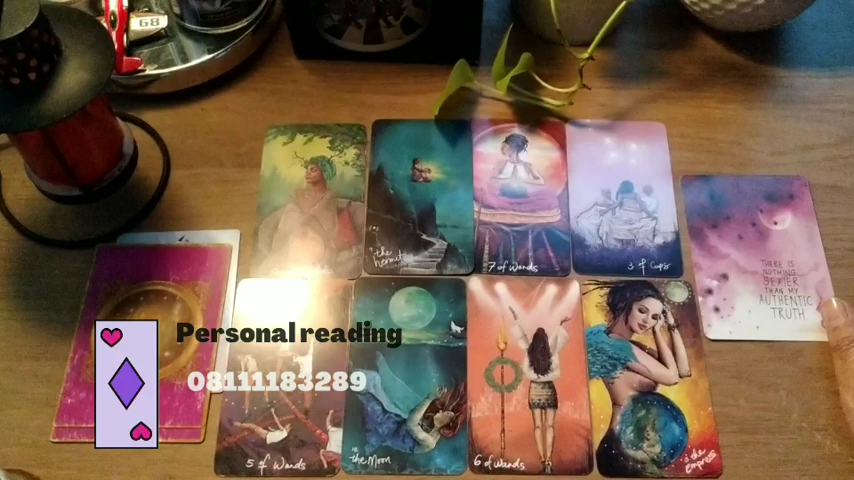 68
the
hermit
7 of Wands
3 of Cups
THERE IS
NOTHING
SEXIER
THAN MY
AUTHENTIC
TRUTH
Personal reading
08111183289
5 of Wands
the Moon
6 of Wands
the
Empress